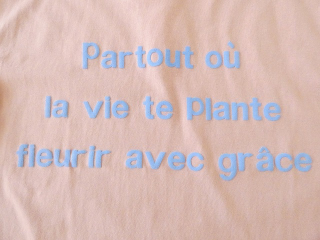 Partout où
la vie te plante
fleurir avec grâce